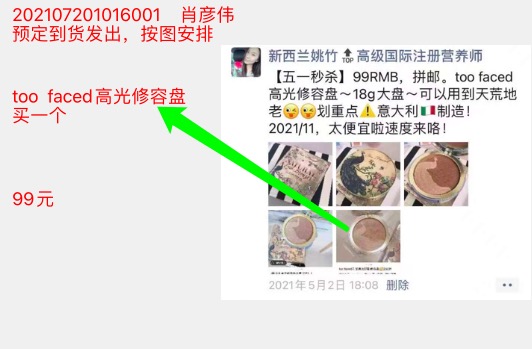 202107201016001 肖彦伟
预定到货发出，按图安排
too faced高光修容盘
买一个
99元
新西兰姚竹🔝高级国际注册营养师
【五一秒杀】99RMB，拼邮。too faced
高光修容盘～18g大盘～可以用到天荒地
老😜😜划重点⚠️意大利🇮🇹制造！
2021/11，太便宜啦速度来咯！
2021年5月2日 18:08 删除